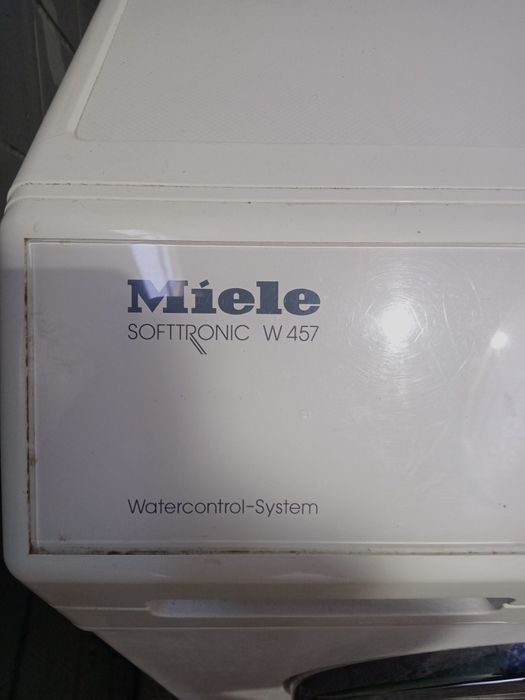 Miele
SOFTTRONIC W 457
Watercontrol-System